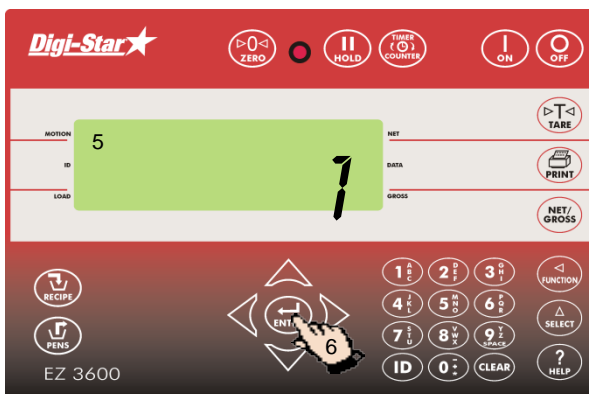 Digi-Star
>0<
ZERO
HOLD
TIMER
COUNTER
ON
OFF
>T<
TARE
MOTION
5
NET
ID
DATA
PRINT
7
LOAD
GROSS
NET/
GROSS
RECIPE
1 A B C
2 D E F
3 G H I
FUNCTION
4 J K L
5 M N O
6 P Q R
ENT
SELECT
6
7 S T U
8 V W X
9 Y Z SPACE
PENS
ID
0 - : *
CLEAR
?
HELP
EZ 3600